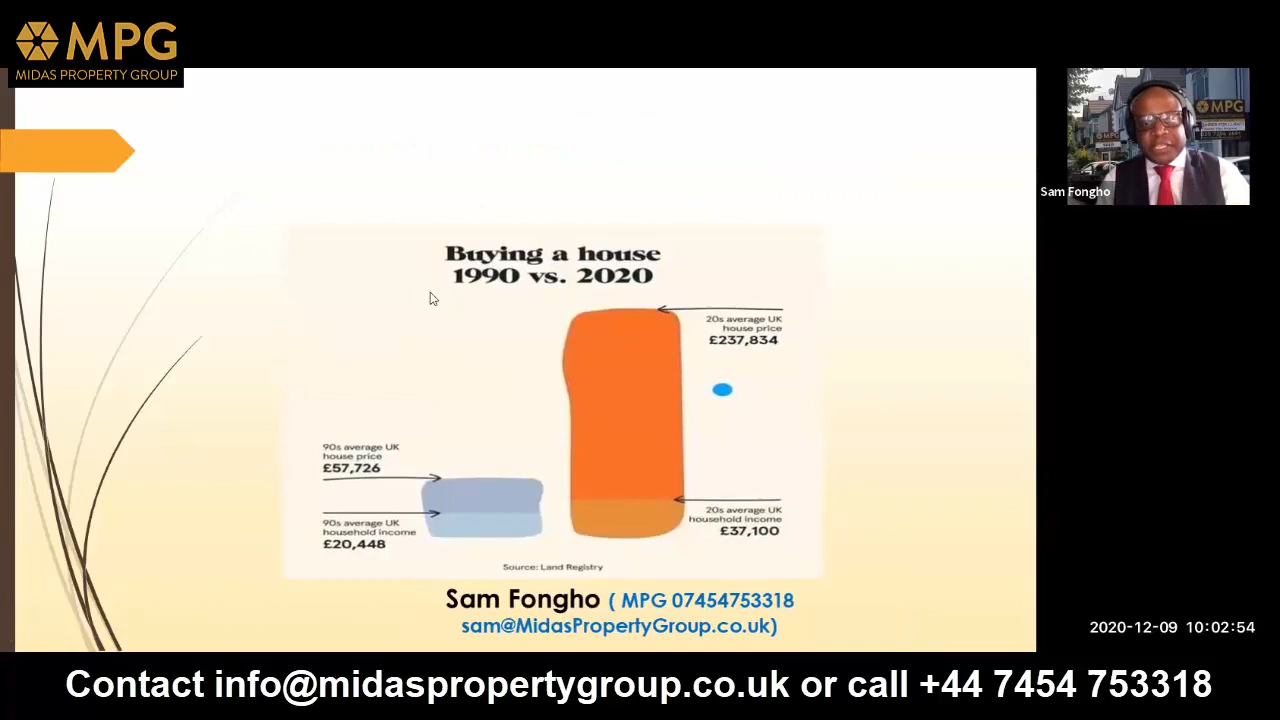 MPG
MIDAS PROPERTY GROUP
MPG
Sam Fongho
Buying a house
1990 vs. 2020
20s average UK
house price
£237,834
90s average UK
house price
£57,726
90s average UK
household income
£20,448
20s average UK
household income
£37,100
Source: Land Registry
Sam Fongho ( MPG 07454753318
sam@MidasPropertyGroup.co.uk)
2020-12-09 10:02:54
Contact info@midaspropertygroup.co.uk or call +44 7454 753318